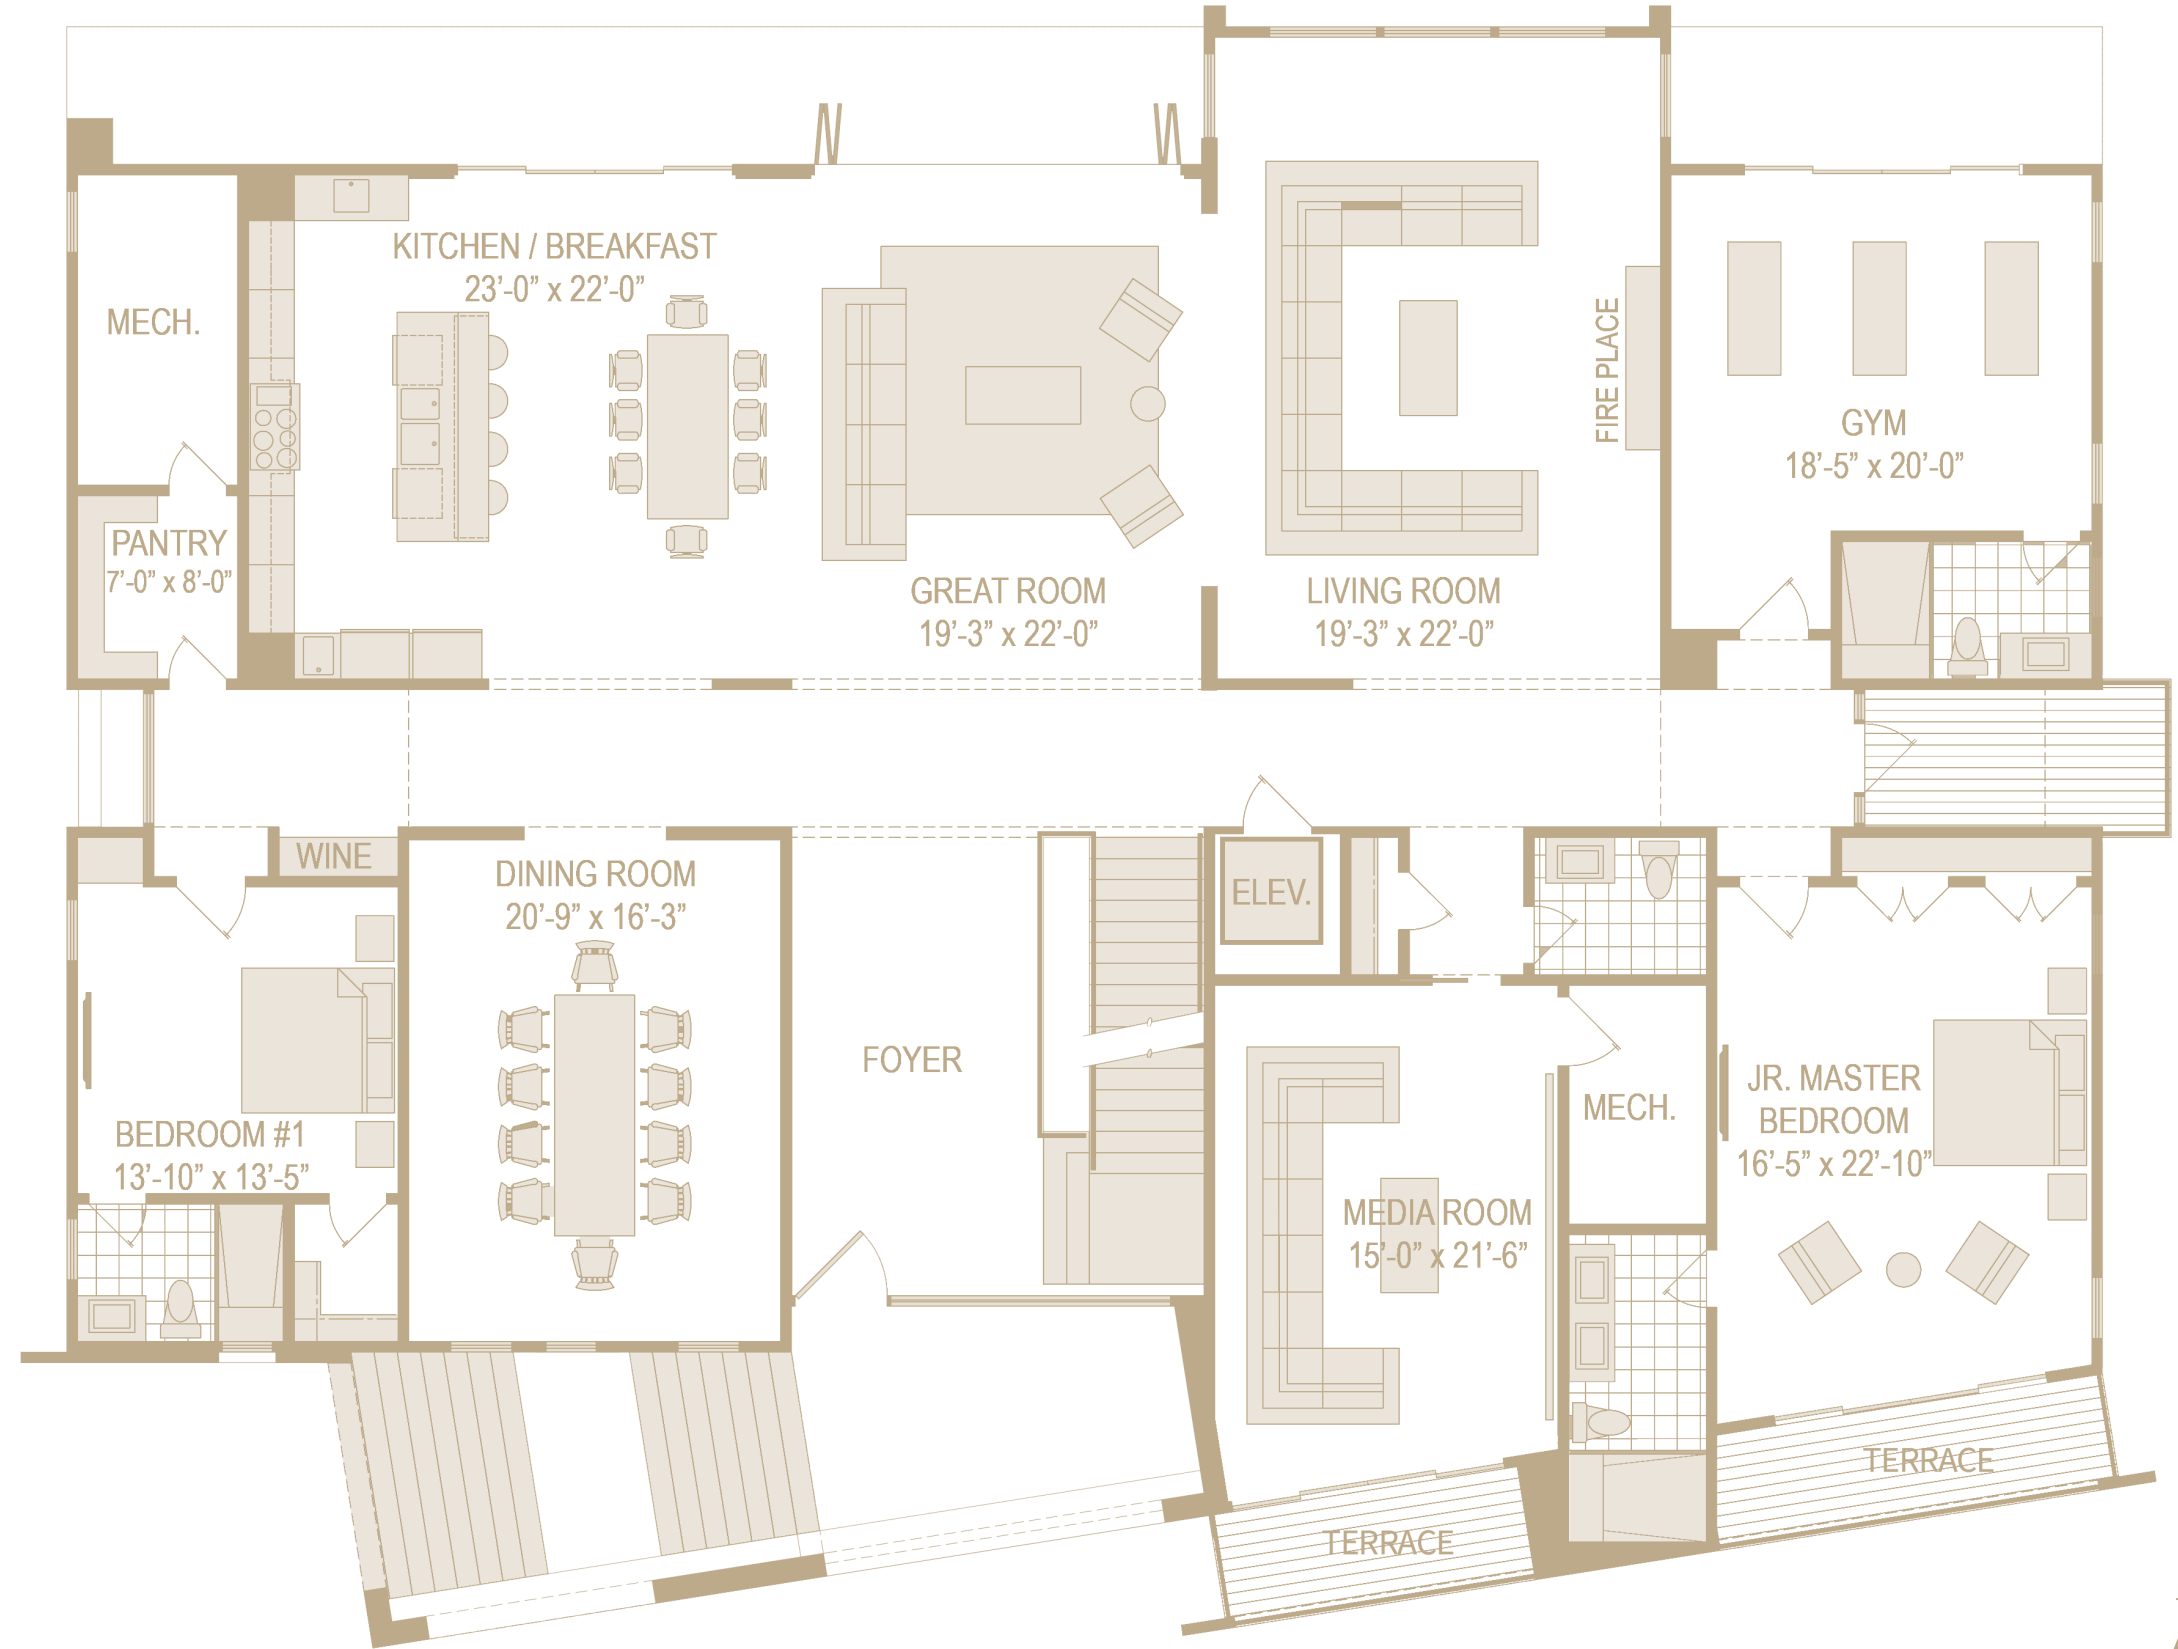 KITCHEN / BREAKFAST
23’-0” x 22’-0”
MECH.
PANTRY
7’-0” x 8’-0”
GREAT ROOM
19’-3” x 22’-0”
LIVING ROOM
19’-3” x 22’-0”
FIRE PLACE
GYM
18’-5” x 20’-0”
WINE
DINING ROOM
20’-9” x 16’-3”
ELEV.
FOYER
BEDROOM #1
13’-10” x 13’-5”
MECH.
JR. MASTER
BEDROOM
16’-5” x 22’-10”
MEDIA ROOM
15’-0” x 21’-6”
TERRACE
TERRACE